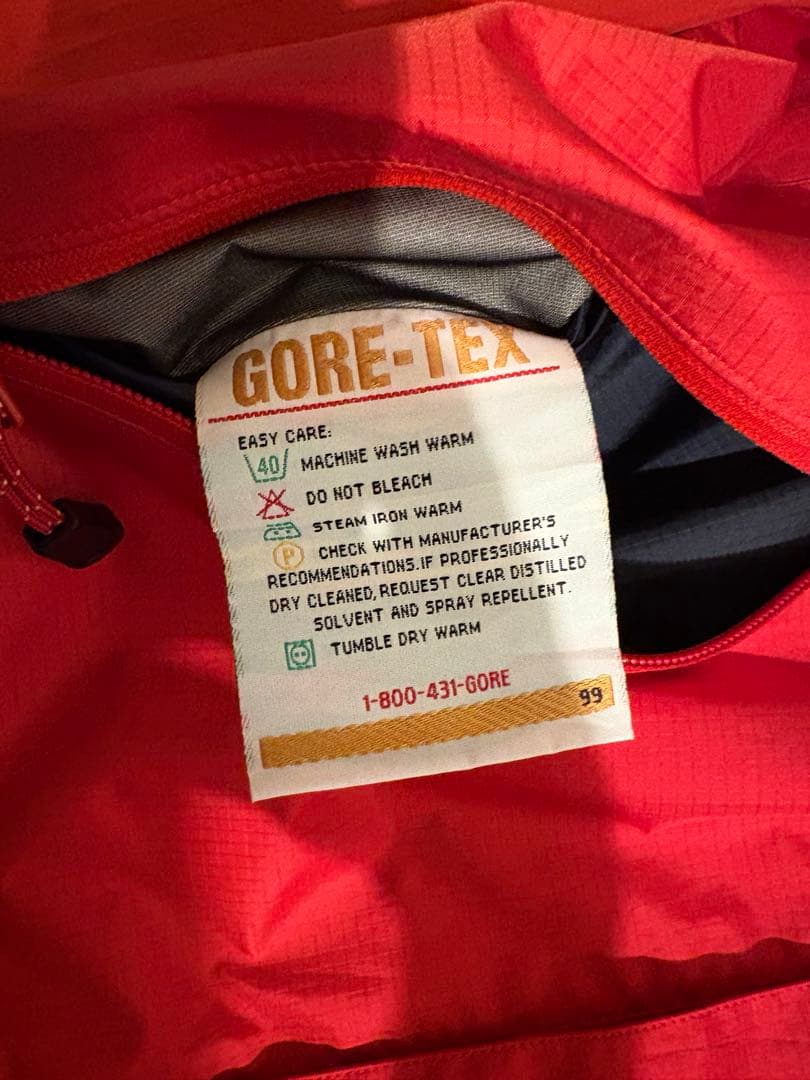 GORE-TEX
EASY CARE:
40 MACHINE WASH WARM
DO NOT BLEACH
STEAM IRON WARM
P CHECK WITH MANUFACTURER'S
RECOMMENDATIONS.IF PROFESSIONALLY
DRY CLEANED,REQUEST CLEAR DISTILLED
SOLVENT AND SPRAY REPELLENT.
TUMBLE DRY WARM
1-800-431-GORE
99